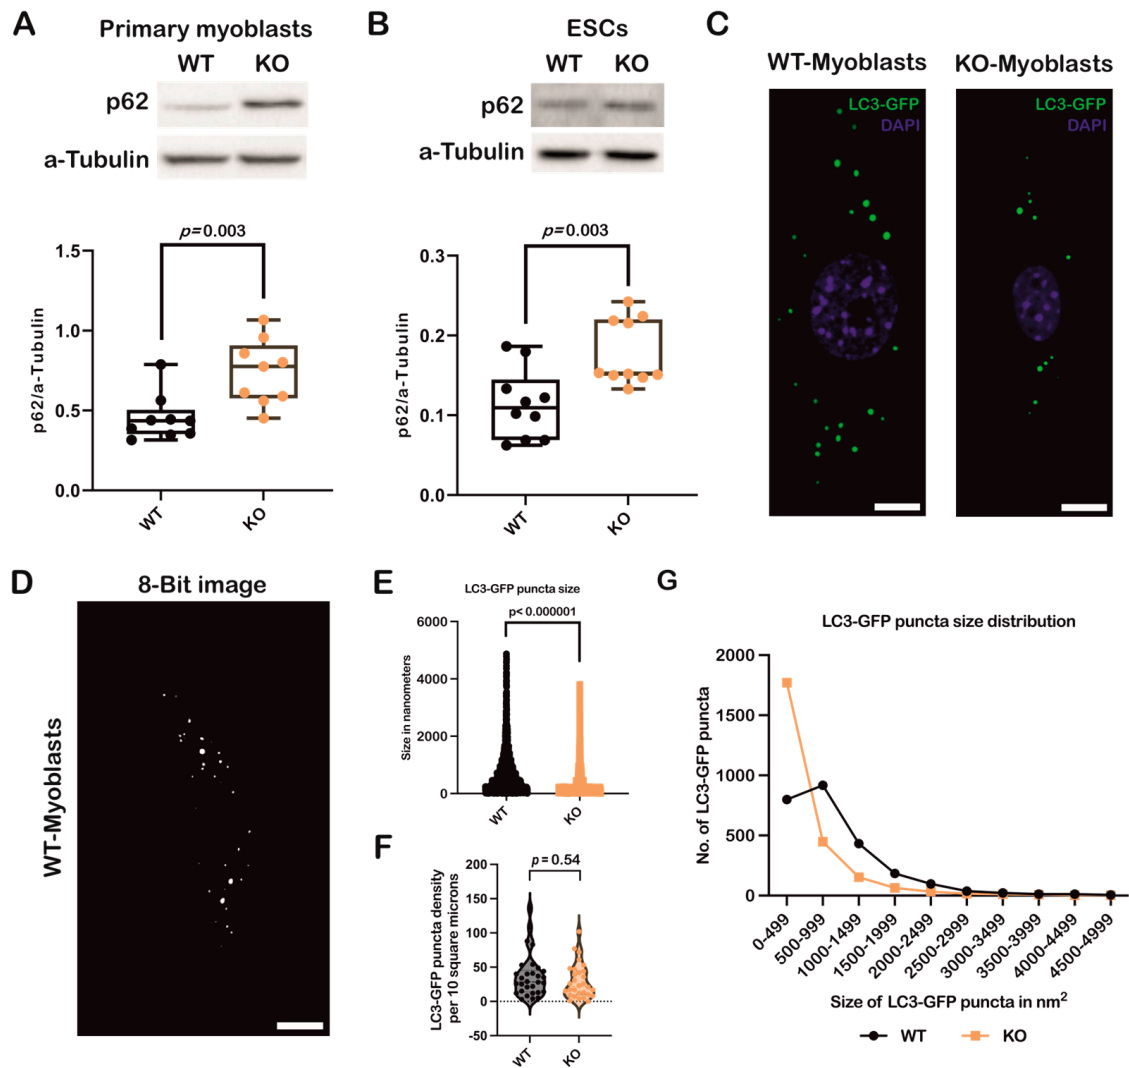 A
Primary myoblasts
WT KO
p62
a-Tubulin
p=0.003
1.5
1.0
0.5
0.0
p62/a-Tubulin
WT
KO
B
ESCs
WT KO
p62
a-Tubulin
p=0.003
0.3
0.2
0.1
0.0
p62/a-Tubulin
WT
KO
C
WT-Myoblasts
LC3-GFP
DAPI
KO-Myoblasts
LC3-GFP
DAPI
D
8-Bit image
WT-Myoblasts
E
LC3-GFP puncta size
p< 0.000001
6000
4000
2000
0
Size in nanometers
WT
KO
F
p = 0.54
200
150
100
50
0
-50
LC3-GFP puncta density
per 10 square microns
WT
KO
G
LC3-GFP puncta size distribution
2000
1500
1000
500
0
No. of LC3-GFP puncta
0-499
500-999
1000-1499
1500-1999
2000-2499
2500-2999
3000-3499
3500-3999
4000-4499
4500-4999
Size of LC3-GFP puncta in nm²
WT
KO